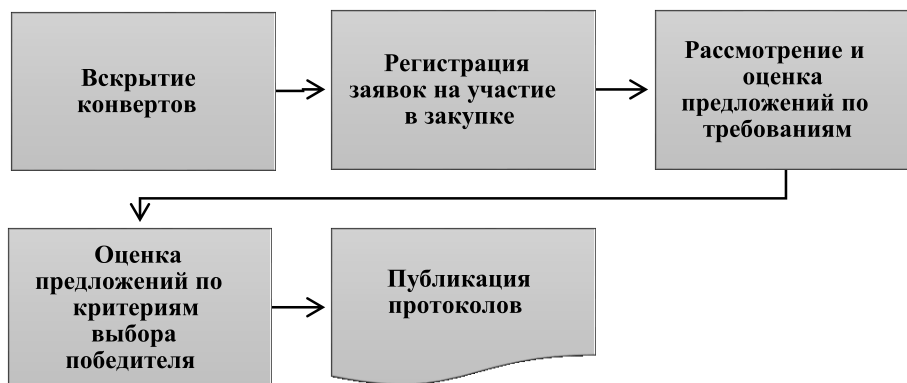 Вскрытие
конвертов
Регистрация
заявок на участие
в закупке
Рассмотрение и
оценка
предложений по
требованиям
Оценка
предложений по
критериям
выбора
победителя
Публикация
протоколов